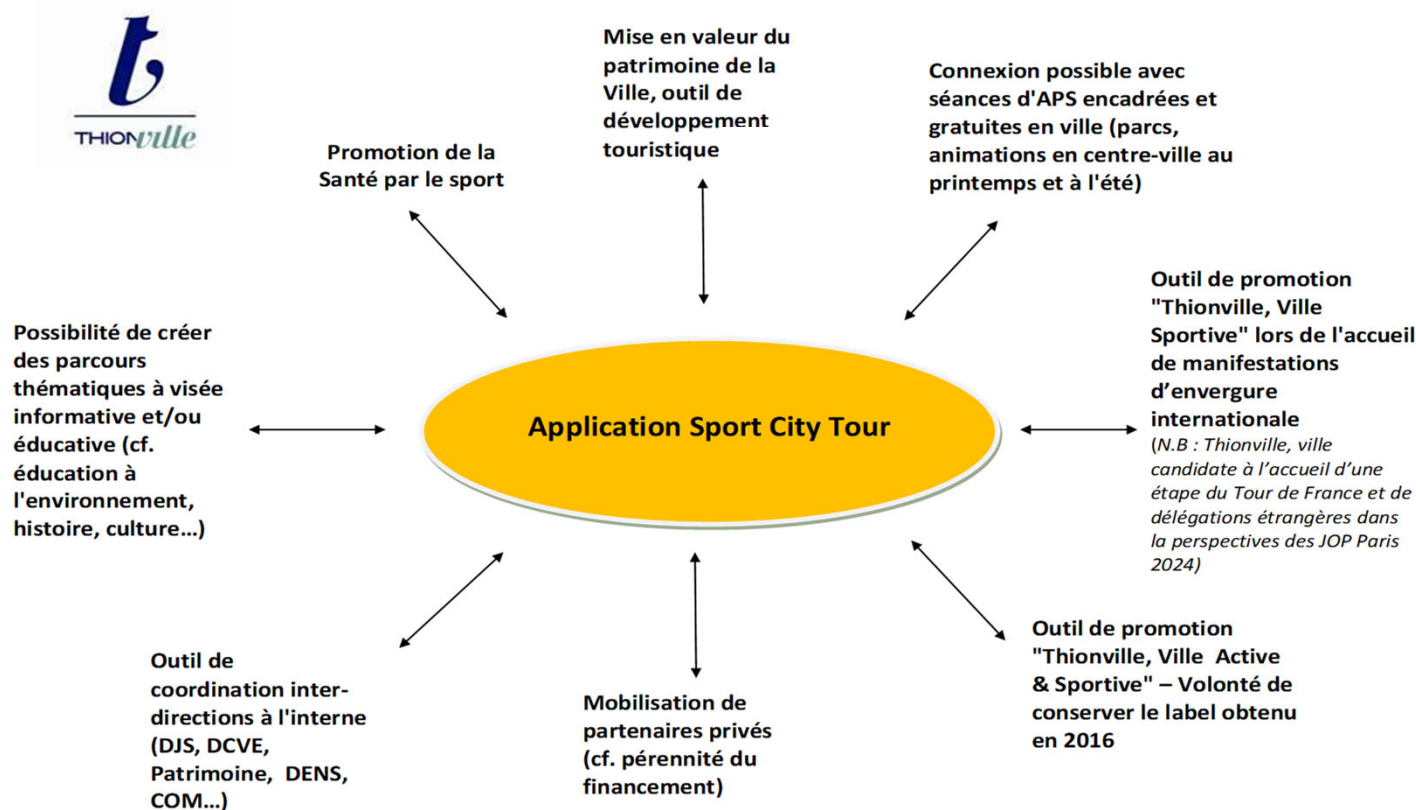 t
THIONville
Mise en valeur du
patrimoine de la
Ville, outil de
développement
touristique
Connexion possible avec
séances d'APS encadrées et
gratuites en ville (parcs,
animations en centre-ville au
printemps et à l'été)
Promotion de la
Santé par le sport
Outil de promotion
"Thionville, Ville
Sportive" lors de l'accueil
de manifestations
d’envergure
internationale
(N.B : Thionville, ville
candidate à l’accueil d’une
étape du Tour de France et de
délégations étrangères dans
la perspectives des JOP Paris
2024)
Possibilité de créer
des parcours
thématiques à visée
informative et/ou
éducative (cf.
éducation à
l'environnement,
histoire, culture…)
Application Sport City Tour
Outil de
coordination inter-
directions à l'interne
(DJS, DCVE,
Patrimoine,  DENS,
COM…)
Mobilisation de
partenaires privés
(cf. pérennité du
financement)
Outil de promotion
"Thionville, Ville  Active
& Sportive" – Volonté de
conserver le label obtenu
en 2016